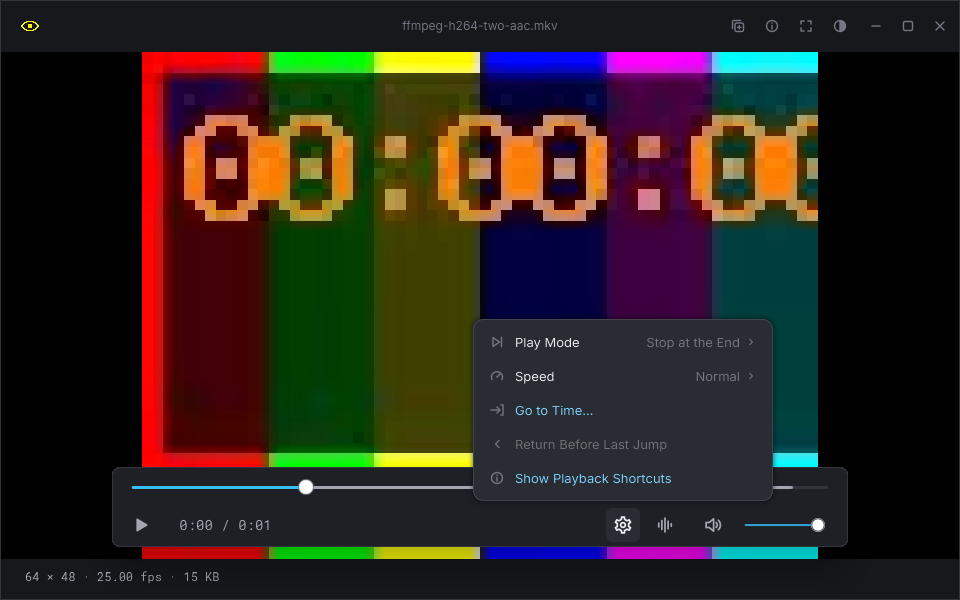 ffmpeg-h264-two-aac.mkv
00:00:0
Play Mode Stop at the End
Speed Normal
Go to Time...
Return Before Last Jump
Show Playback Shortcuts
0:00 / 0:01
64 × 48 · 25.00 fps · 15 KB